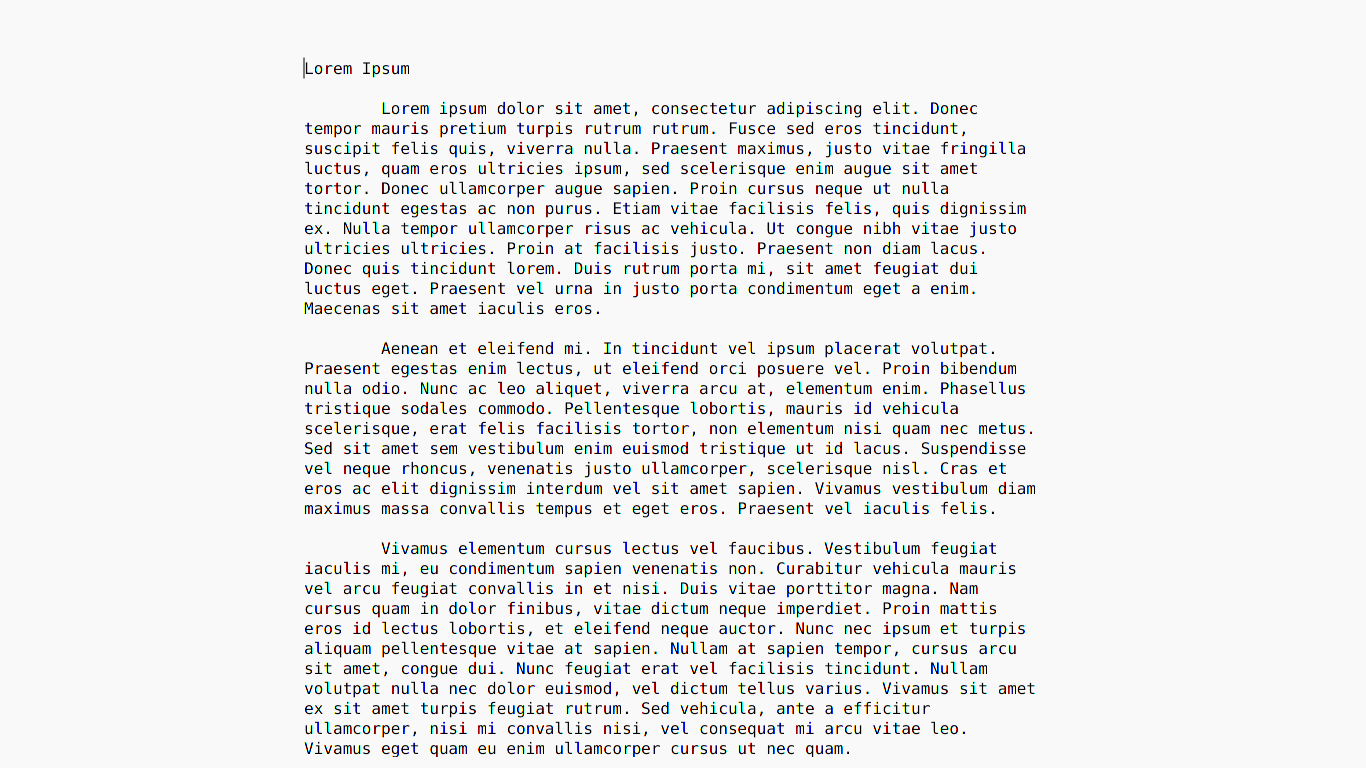 Lorem Ipsum
Lorem ipsum dolor sit amet, consectetur adipiscing elit. Donec
tempor mauris pretium turpis rutrum rutrum. Fusce sed eros tincidunt,
suscipit felis quis, viverra nulla. Praesent maximus, justo vitae fringilla
luctus, quam eros ultricies ipsum, sed scelerisque enim augue sit amet
tortor. Donec ullamcorper augue sapien. Proin cursus neque ut nulla
tincidunt egestas ac non purus. Etiam vitae facilisis felis, quis dignissim
ex. Nulla tempor ullamcorper risus ac vehicula. Ut congue nibh vitae justo
ultricies ultricies. Proin at facilisis justo. Praesent non diam lacus.
Donec quis tincidunt lorem. Duis rutrum porta mi, sit amet feugiat dui
luctus eget. Praesent vel urna in justo porta condimentum eget a enim.
Maecenas sit amet iaculis eros.
Aenean et eleifend mi. In tincidunt vel ipsum placerat volutpat.
Praesent egestas enim lectus, ut eleifend orci posuere vel. Proin bibendum
nulla odio. Nunc ac leo aliquet, viverra arcu at, elementum enim. Phasellus
tristique sodales commodo. Pellentesque lobortis, mauris id vehicula
scelerisque, erat felis facilisis tortor, non elementum nisi quam nec metus.
Sed sit amet sem vestibulum enim euismod tristique ut id lacus. Suspendisse
vel neque rhoncus, venenatis justo ullamcorper, scelerisque nisl. Cras et
eros ac elit dignissim interdum vel sit amet sapien. Vivamus vestibulum diam
maximus massa convallis tempus et eget eros. Praesent vel iaculis felis.
Vivamus elementum cursus lectus vel faucibus. Vestibulum feugiat
iaculis mi, eu condimentum sapien venenatis non. Curabitur vehicula mauris
vel arcu feugiat convallis in et nisi. Duis vitae porttitor magna. Nam
cursus quam in dolor finibus, vitae dictum neque imperdiet. Proin mattis
eros id lectus lobortis, et eleifend neque auctor. Nunc nec ipsum et turpis
aliquam pellentesque vitae at sapien. Nullam at sapien tempor, cursus arcu
sit amet, congue dui. Nunc feugiat erat vel facilisis tincidunt. Nullam
volutpat nulla nec dolor euismod, vel dictum tellus varius. Vivamus sit amet
ex sit amet turpis feugiat rutrum. Sed vehicula, ante a efficitur
ullamcorper, nisi mi convallis nisi, vel consequat mi arcu vitae leo.
Vivamus eget quam eu enim ullamcorper cursus ut nec quam.